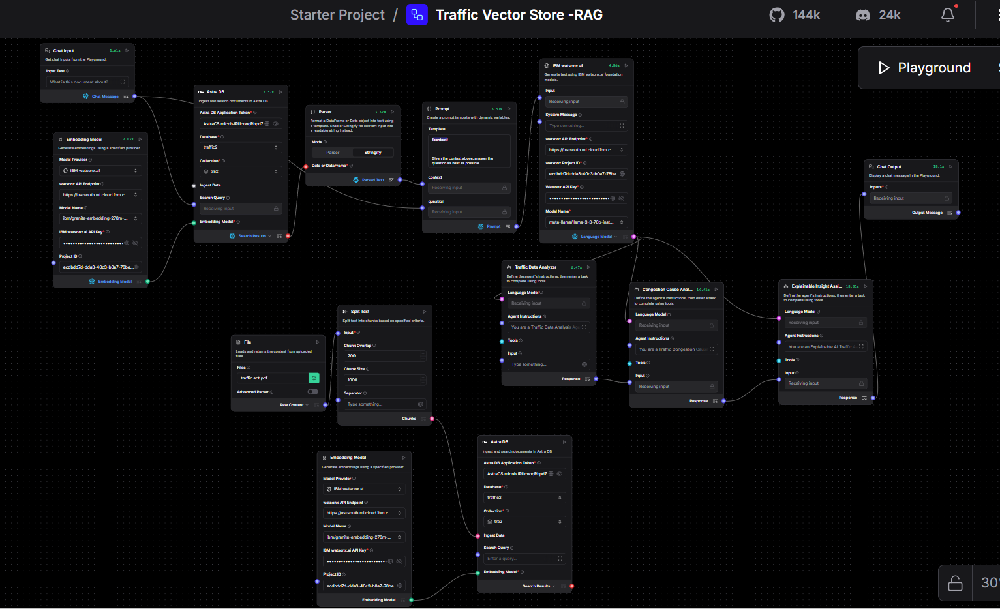 Starter Project / Traffic Vector Store -RAG
144k
24k
Playground
Chat Input
1.61s
Get chat inputs from the Playground.
Input Text
What is this document about?
Chat Message
Embedding Model
2.83s
Generate embeddings using a specified provider.
Model Provider
IBM watsonx.ai
watsonx API Endpoint
https://us-south.ml.cloud.ibm.c...
Model Name
ibm/granite-embedding-278m-...
IBM watsonx.ai API Key*
Project ID
ecdbdd7d-dda3-40c3-b0a7-78be...
Embedding Model
Astra DB
3.37s
Ingest and search documents in Astra DB
Astra DB Application Token*
AstraCS:mlcnhJPUcnoqRhpdZ
Database*
traffic2
Collection*
tra2
Ingest Data
Search Query
Receiving input
Embedding Model*
Search Results
Parser
3.37s
Format a DataFrame or Data object into text using
a template. Enable 'Stringify' to convert input into
a readable string instead.
Mode
Parser
Stringify
Data or DataFrame*
Parsed Text
Prompt
3.37s
Create a prompt template with dynamic variables.
Template
{context}
---
Given the context above, answer the
question as best as possible.
context
Receiving input
question
Receiving input
Prompt
IBM watsonx.ai
4.86s
Generate text using IBM watsonx.ai foundation
models.
Input
Receiving input
System Message
Type something...
watsonx API Endpoint*
https://us-south.ml.cloud.ibm.c...
watsonx Project ID*
ecdbdd7d-dda3-40c3-b0a7-78be...
Watsonx API Key*
Model Name*
meta-llama/llama-3-3-70b-inst...
Language Model
Chat Output
18.1s
Display a chat message in the Playground.
Inputs*
Receiving input
Output Message
Traffic Data Analyzer
6.47s
Define the agent's instructions, then enter a task
to complete using tools.
Language Model
Receiving input
Agent Instructions
You are a Traffic Data Analysis Ag
Tools
Input
Type something...
Response
Congestion Cause Anal...
14.41s
Define the agent's instructions, then enter a task
to complete using tools.
Language Model
Receiving input
Agent Instructions
You are a Traffic Congestion Cau
Tools
Input
Receiving input
Response
Explainable Insight Assi...
18.06s
Define the agent's instructions, then enter a task
to complete using tools.
Language Model
Receiving input
Agent Instructions
You are an Explainable AI Traffic A
Tools
Input
Receiving input
Response
File
Loads and returns the content from uploaded
files.
Files
traffic act.pdf
Advanced Parser
Raw Content
Split Text
Split text into chunks based on specified criteria.
Input*
Chunk Overlap
200
Chunk Size
1000
Separator
Type something...
Chunks
Embedding Model
Generate embeddings using a specified provider.
Model Provider
IBM watsonx.ai
watsonx API Endpoint
https://us-south.ml.cloud.ibm.c...
Model Name
ibm/granite-embedding-278m-...
IBM watsonx.ai API Key*
Project ID
ecdbdd7d-dda3-40c3-b0a7-78be...
Embedding Model
Astra DB
Ingest and search documents in Astra DB
Astra DB Application Token*
AstraCS:mlcnhJPUcnoqRhpdZ
Database*
traffic2
Collection*
tra2
Ingest Data
Search Query
Enter a query...
Embedding Model*
Search Results
30